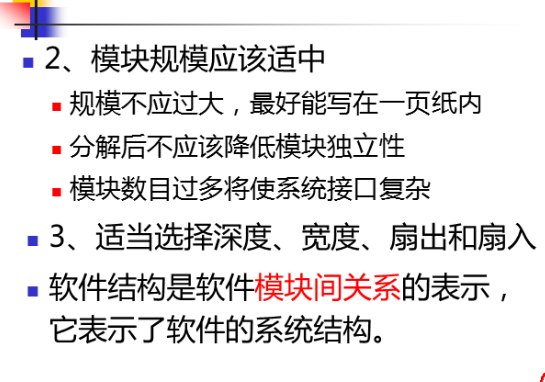 2、模块规模应该适中
规模不应过大，最好能写在一页纸内
分解后不应该降低模块独立性
模块数目过多将使系统接口复杂
3、适当选择深度、宽度、扇出和扇入
软件结构是软件模块间关系的表示，
它表示了软件的系统结构。